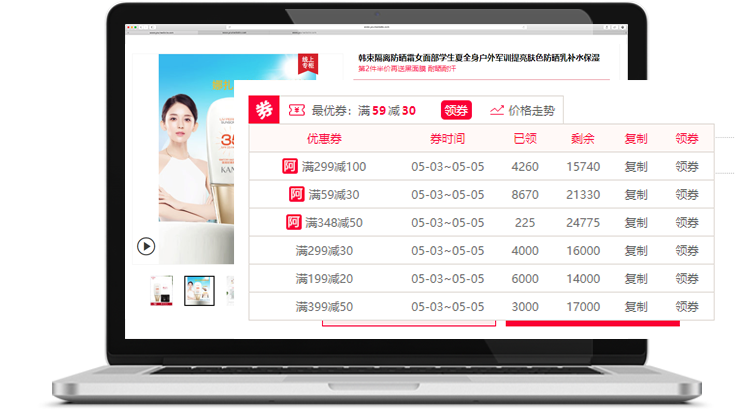 线上
专柜
韩束隔离防晒霜女面部学生夏全身户外军训提亮肤色防晒乳补水保湿
第2件半价再送黑面膜 耐晒耐汗
券 最优券：满 59 减 30 领券 价格走势
优惠券 券时间 已领 剩余 复制 领券
阿 满299减100 05-03~05-05 4260 15740 复制 领券
阿 满59减30 05-03~05-05 8670 21330 复制 领券
阿 满348减50 05-03~05-05 225 24775 复制 领券
满299减30 05-03~05-05 4000 16000 复制 领券
满199减20 05-03~05-05 6000 14000 复制 领券
满399减50 05-03~05-05 3000 17000 复制 领券